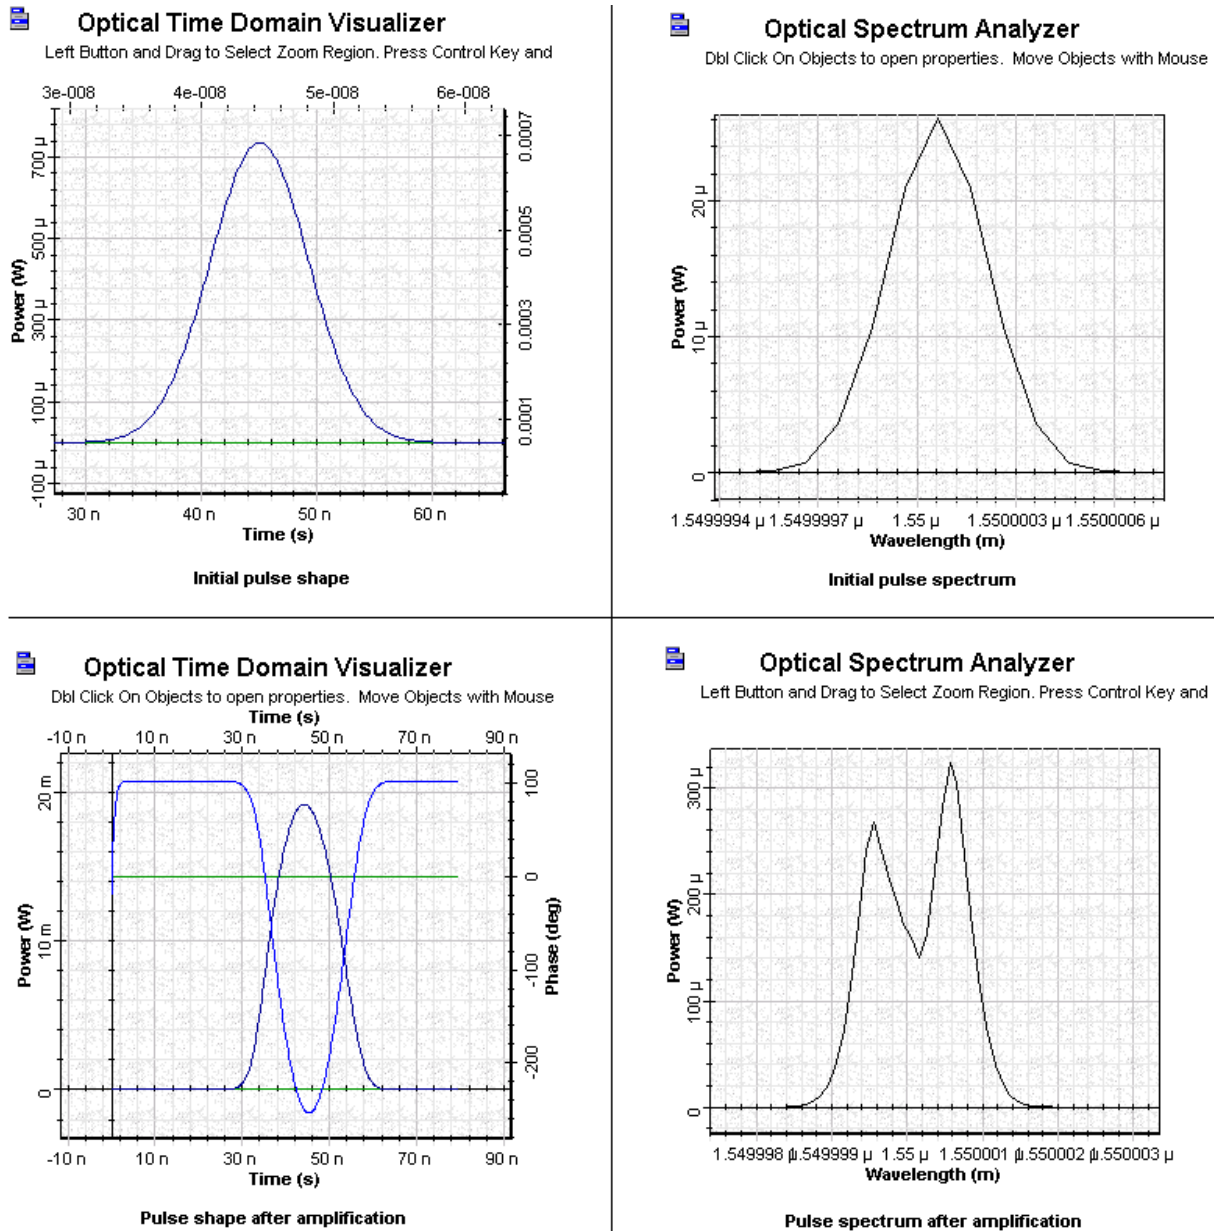 Optical Time Domain Visualizer
Left Button and Drag to Select Zoom Region. Press Control Key and
3e-008 4e-008 5e-008 6e-008
Power (W)
700 µ
500 µ
300 µ
100 µ
-100 µ
0.0007
0.0005
0.0003
0.0001
30 n 40 n 50 n 60 n
Time (s)
Initial pulse shape
Optical Spectrum Analyzer
Dbl Click On Objects to open properties. Move Objects with Mouse
Power (W)
20 µ
10 µ
0
1.5499994 µ 1.5499997 µ 1.55 µ 1.5500003 µ 1.5500006 µ
Wavelength (m)
Initial pulse spectrum
Optical Time Domain Visualizer
Dbl Click On Objects to open properties. Move Objects with Mouse
Time (s)
-10 n 10 n 30 n 50 n 70 n 90 n
Power (W)
20 m
10 m
0
100
0
-100
-200
Phase (deg)
-10 n 10 n 30 n 50 n 70 n 90 n
Time (s)
Pulse shape after amplification
Optical Spectrum Analyzer
Left Button and Drag to Select Zoom Region. Press Control Key and
Power (W)
300 µ
200 µ
100 µ
0
1.549998 µ 1.549999 µ 1.55 µ 1.550001 µ 1.550002 µ 1.550003 µ
Wavelength (m)
Pulse spectrum after amplification